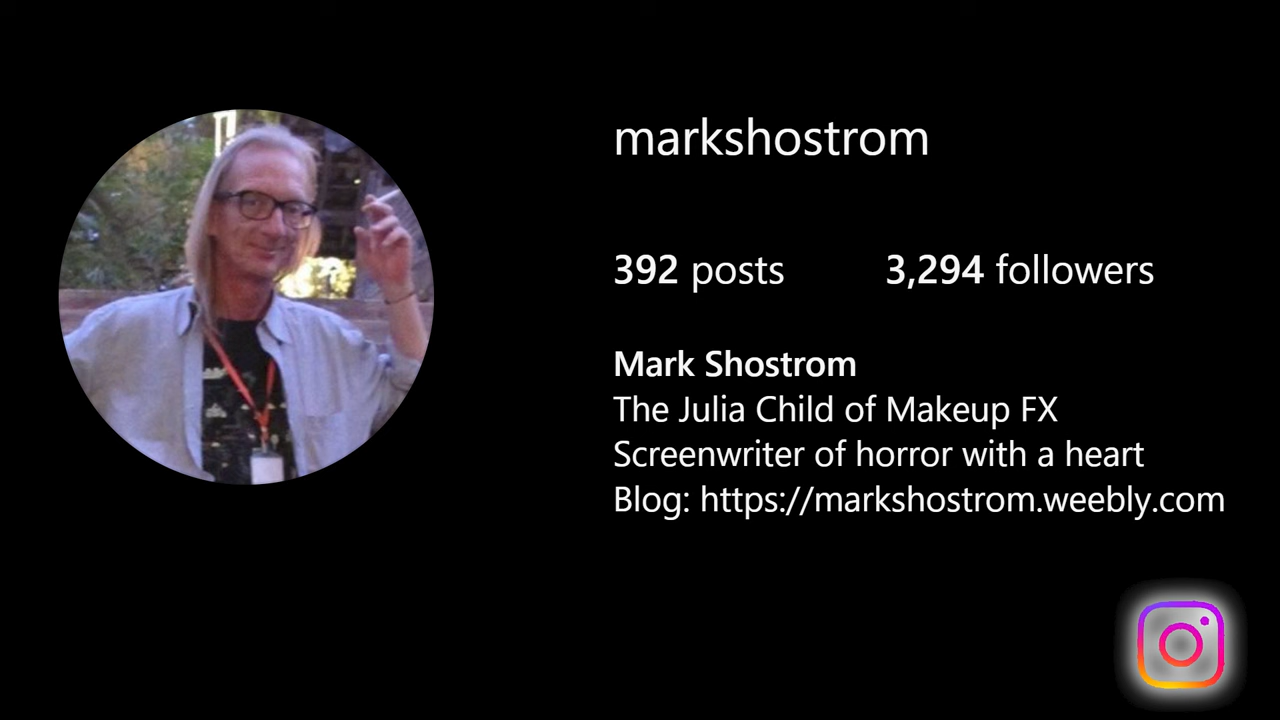 markshostrom
392 posts 3,294 followers
Mark Shostrom
The Julia Child of Makeup FX
Screenwriter of horror with a heart
Blog: https://markshostrom.weebly.com